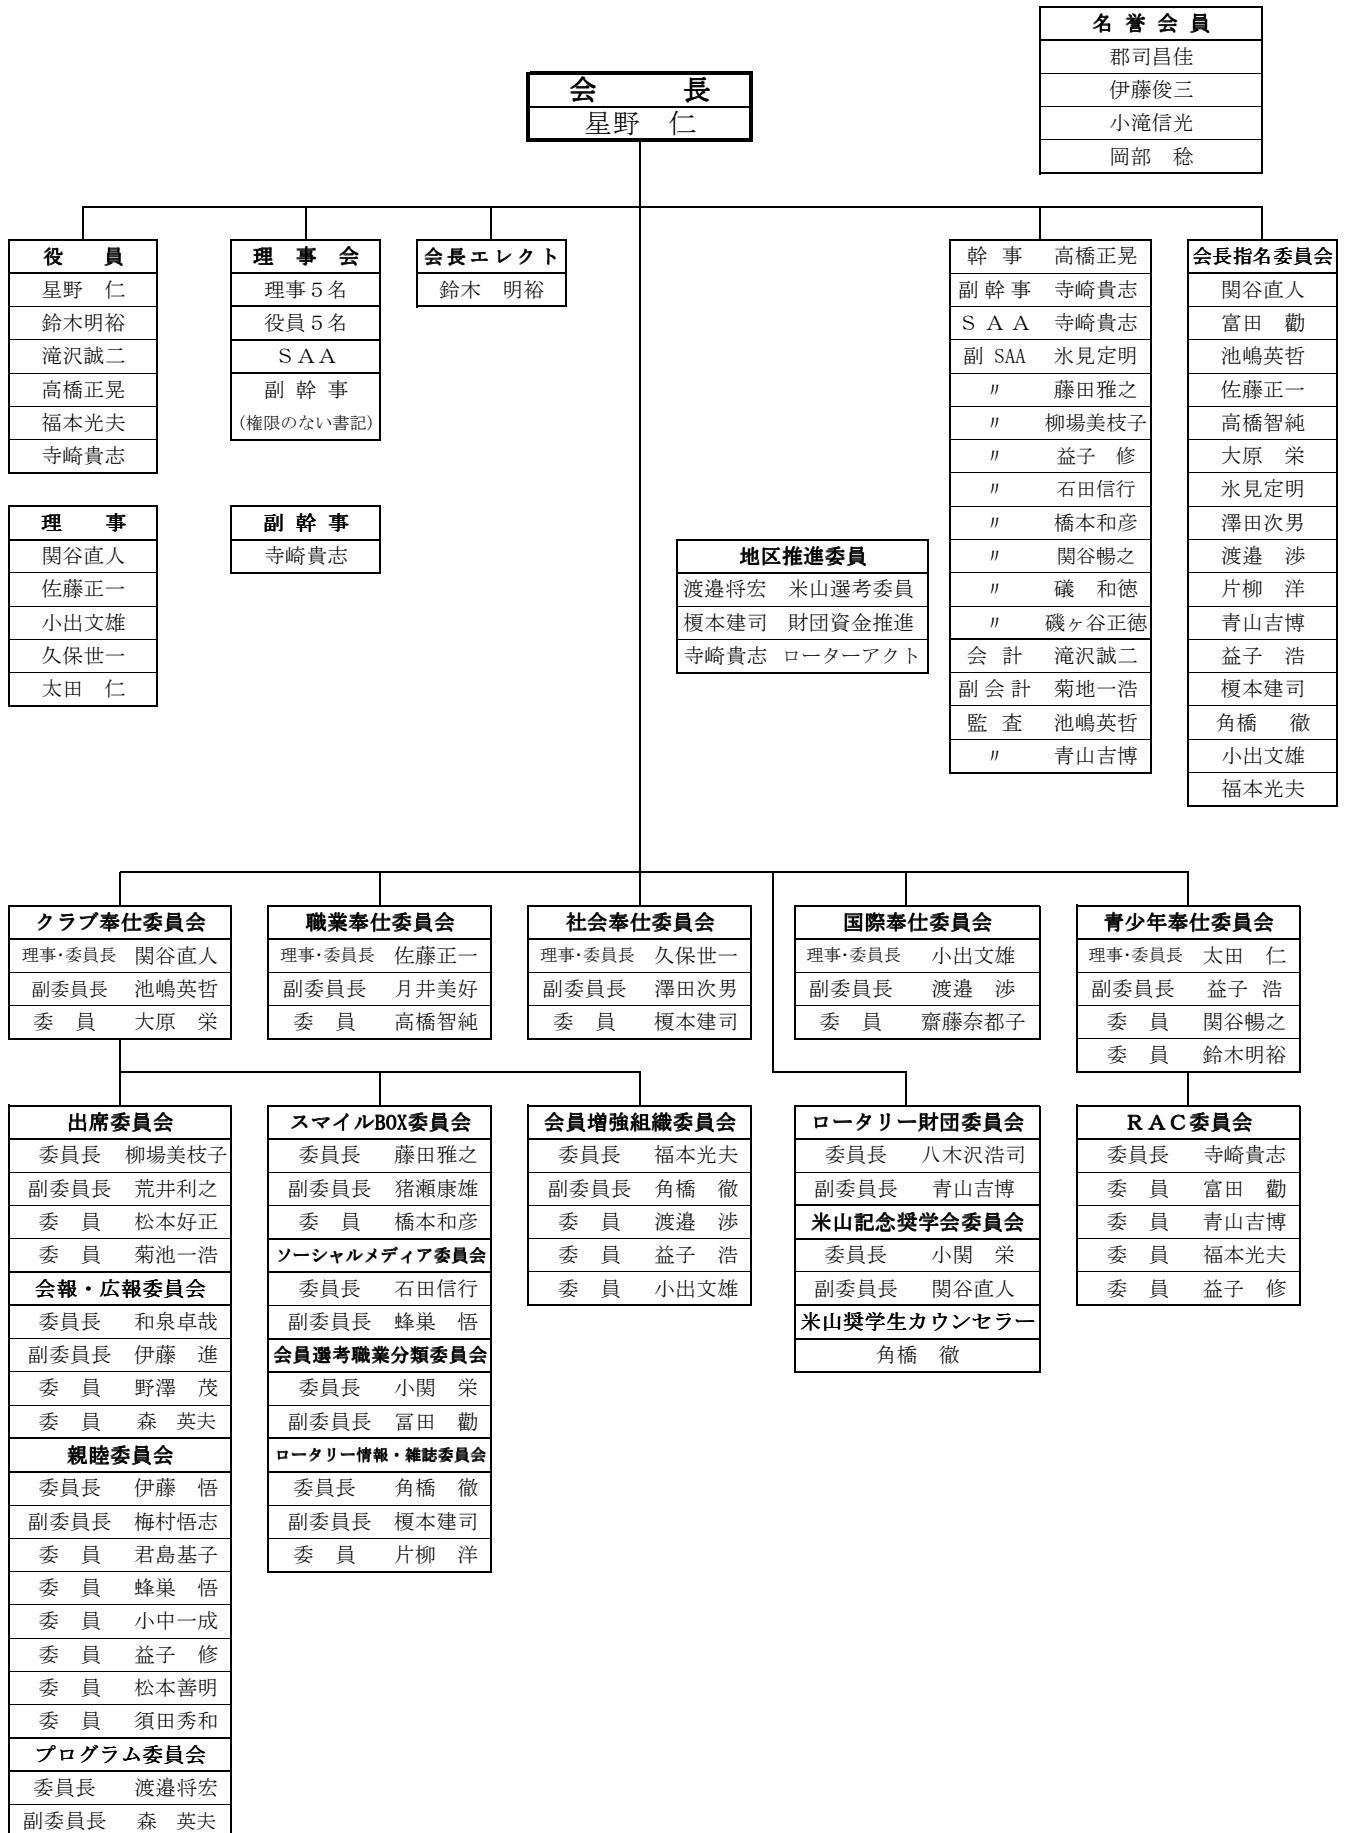 名 誉 会 員
郡司昌佳
伊藤俊三
小滝信光
岡部　稔
会　　長
星野　仁
役　員
星野　仁
鈴木明裕
滝沢誠二
高橋正晃
福本光夫
寺崎貴志
理　事
関谷直人
佐藤正一
小出文雄
久保世一
太田　仁
理 事 会
理事５名
役員５名
ＳＡＡ
副 幹 事
(権限のない書記)
副 幹 事
寺崎貴志
会長エレクト
鈴木　明裕
地区推進委員
渡邉将宏　米山選考委員
榎本建司　財団資金推進
寺崎貴志　ローターアクト
幹 事　高橋正晃
副 幹 事　寺崎貴志
Ｓ Ａ Ａ　寺崎貴志
副 SAA　氷見定明
〃　藤田雅之
〃　柳場美枝子
〃　益子　修
〃　石田信行
〃　橋本和彦
〃　関谷暢之
〃　礒　和徳
〃　磯ヶ谷正徳
会 計　滝沢誠二
副 会 計　菊地一浩
監 査　池嶋英哲
〃　青山吉博
会長指名委員会
関谷直人
富田　勸
池嶋英哲
佐藤正一
高橋智純
大原　栄
氷見定明
澤田次男
渡邉　渉
片柳　洋
青山吉博
益子　浩
榎本建司
角橋　徹
小出文雄
福本光夫
クラブ奉仕委員会
理事･委員長　関谷直人
副委員長　池嶋英哲
委　員　大原　栄
職業奉仕委員会
理事･委員長　佐藤正一
副委員長　月井美好
委　員　高橋智純
社会奉仕委員会
理事･委員長　久保世一
副委員長　澤田次男
委　員　榎本建司
国際奉仕委員会
理事･委員長　小出文雄
副委員長　渡邉　渉
委　員　齋藤奈都子
青少年奉仕委員会
理事･委員長　太田　仁
副委員長　益子 浩
委　員　関谷暢之
委　員　鈴木明裕
出席委員会
委員長　柳場美枝子
副委員長　荒井利之
委　員　松本好正
委　員　菊池一浩
会報・広報委員会
委員長　和泉卓哉
副委員長　伊藤　進
委　員　野澤　茂
委　員　森　英夫
親睦委員会
委員長　伊藤　悟
副委員長　梅村悟志
委　員　君島基子
委　員　蜂巣　悟
委　員　小中一成
委　員　益子　修
委　員　松本善明
委　員　須田秀和
プログラム委員会
委員長　渡邉将宏
副委員長　森　英夫
スマイルBOX委員会
委員長　藤田雅之
副委員長　猪瀬康雄
委　員　橋本和彦
ソーシャルメディア委員会
委員長　石田信行
副委員長　蜂巣　悟
会員選考職業分類委員会
委員長　小関　栄
副委員長　冨田　勸
ロータリー情報・雑誌委員会
委員長　角橋　徹
副委員長　榎本建司
委　員　片柳　洋
会員増強組織委員会
委員長　福本光夫
副委員長　角橋　徹
委　員　渡邉　渉
委　員　益子　浩
委　員　小出文雄
ロータリー財団委員会
委員長　八木沢浩司
副委員長　青山吉博
米山記念奨学会委員会
委員長　小関　栄
副委員長　関谷直人
米山奨学生カウンセラー
角橋　徹
ＲＡＣ委員会
委員長　寺崎貴志
委　員　富田　勸
委　員　青山吉博
委　員　福本光夫
委　員　益子　修